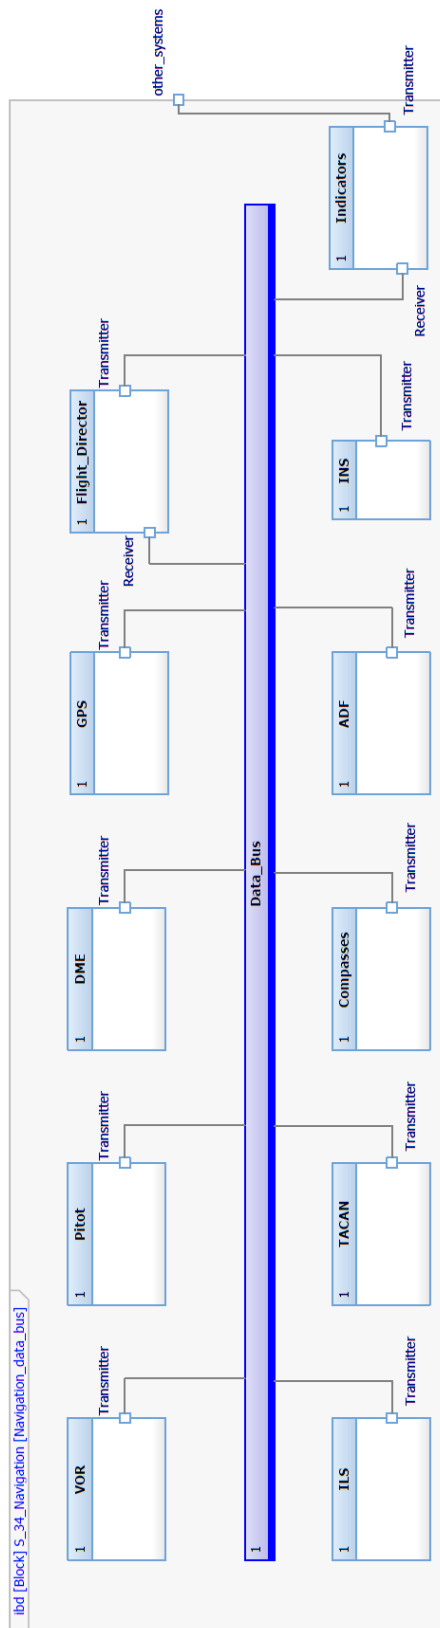 ibd [Block] S_34_Navigation [Navigation_data_bus]
other_systems
1 VOR
Transmitter
1 Pitot
Transmitter
1 DME
Transmitter
1 GPS
Transmitter
Receiver
1 Flight_Director
Transmitter
1 Data_Bus
1 ILS
Transmitter
1 TACAN
Transmitter
1 Compasses
Transmitter
1 ADF
Transmitter
1 INS
Transmitter
Receiver
1 Indicators
Transmitter